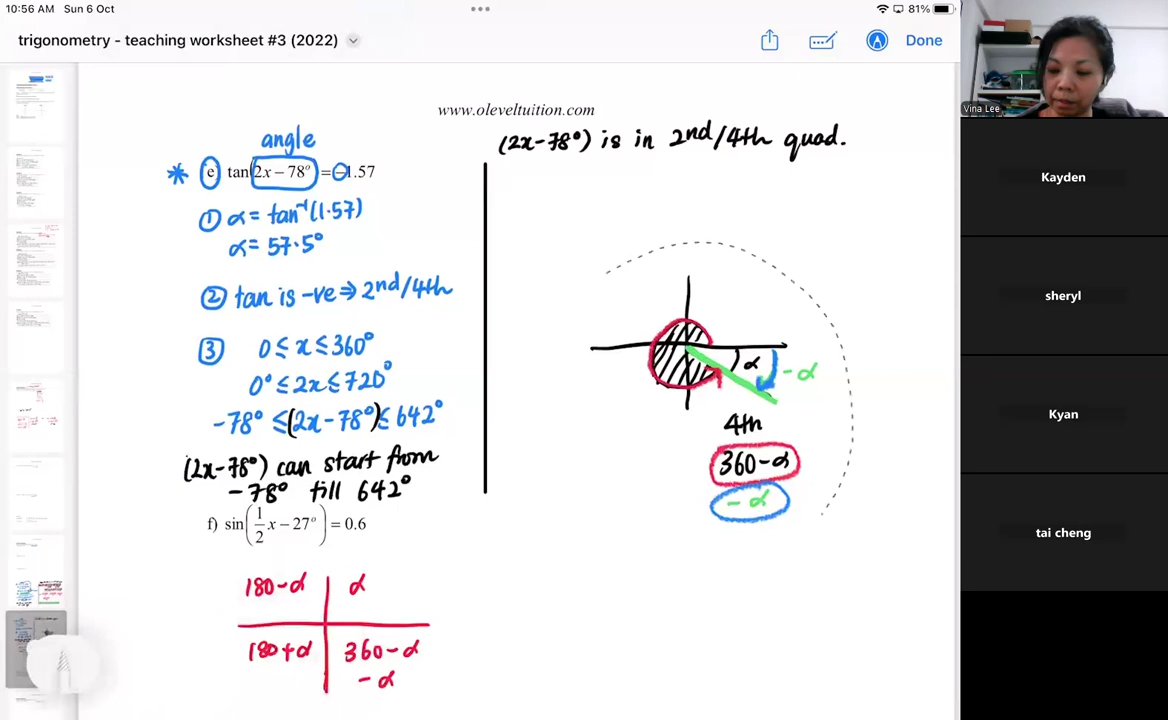 10:56 AM Sun 6 Oct
81%
trigonometry - teaching worksheet #3 (2022)
Done
www.oleveltuition.com
angle
* e) tan(2x − 78° = −1.57
① α = tan⁻¹(1.57)
α = 57.5°
② tan is -ve ⇒ 2nd/4th
③ 0 ≤ x ≤ 360°
0° ≤ 2x ≤ 720°
-78° ≤ (2x - 78°) ≤ 642°
(2x-78°) can start from
-78° till 642°
f) sin(1/2 x − 27°) = 0.6
180-α α
180+α 360-α
-α
(2x-78°) is in 2nd/4th quad.
α
-α
4th
360-α
-α
Vina Lee
Kayden
sheryl
Kyan
tai cheng